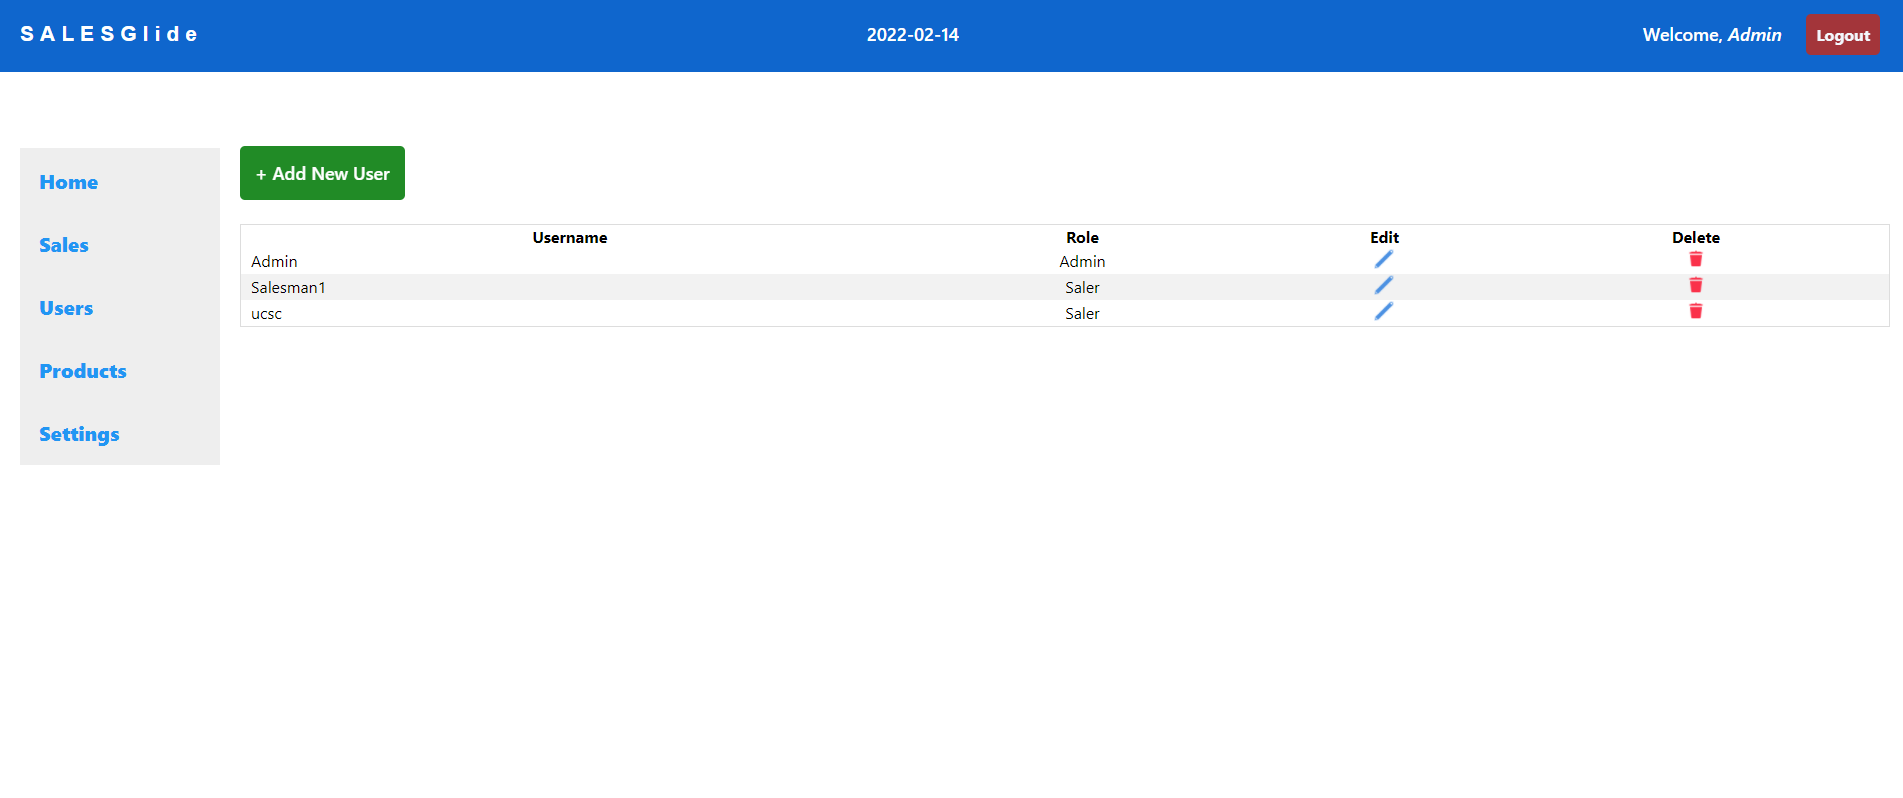 SALESGlide 2022-02-14 Welcome, Admin Logout
Home
Sales
Users
Products
Settings
+ Add New User
Username Role Edit Delete
Admin Admin
Salesman1 Saler
ucsc Saler